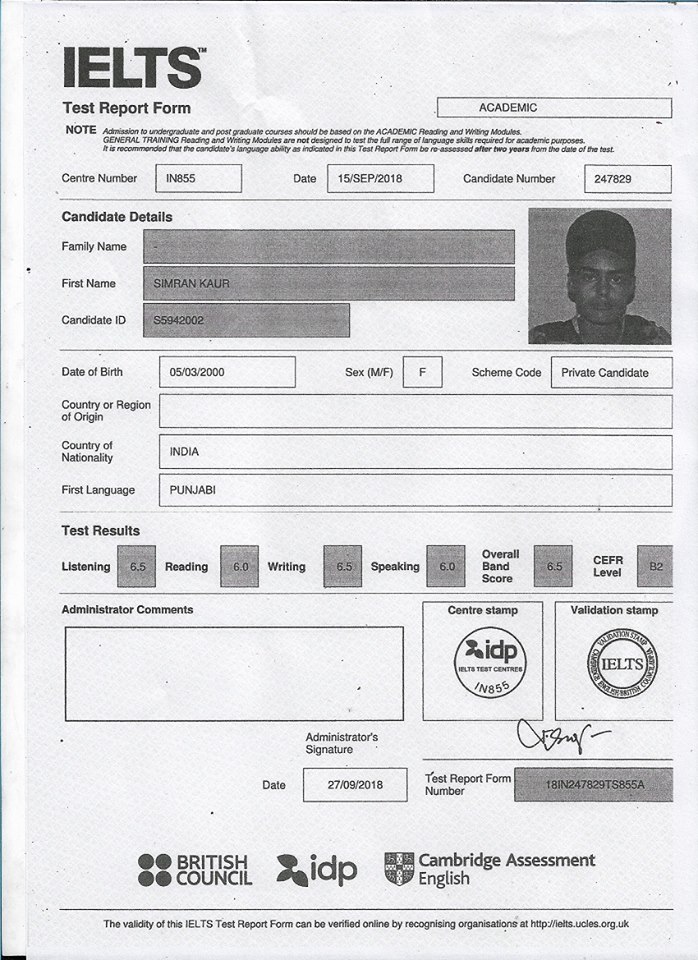 IELTS™
Test Report Form
ACADEMIC
NOTE Admission to undergraduate and post graduate courses should be based on the ACADEMIC Reading and Writing Modules.
GENERAL TRAINING Reading and Writing Modules are not designed to test the full range of language skills required for academic purposes.
It is recommended that the candidate's language ability as indicated in this Test Report Form be re-assessed after two years from the date of the test.
Centre Number IN855 Date 15/SEP/2018 Candidate Number 247829
Candidate Details
Family Name
First Name SIMRAN KAUR
Candidate ID S5942002
Date of Birth 05/03/2000 Sex (M/F) F Scheme Code Private Candidate
Country or Region
of Origin
Country of
Nationality INDIA
First Language PUNJABI
Test Results
Listening 6.5 Reading 6.0 Writing 6.5 Speaking 6.0 Overall Band Score 6.5 CEFR Level B2
Administrator Comments
Centre stamp
Validation stamp
idp
IELTS TEST CENTRES
IN855
VALIDATION STAMP
IELTS
Administrator's
Signature
Date 27/09/2018
Test Report Form
Number 18IN247829TS855A
BRITISH
COUNCIL
idp
Cambridge Assessment
English
The validity of this IELTS Test Report Form can be verified online by recognising organisations at http://ielts.ucles.org.uk